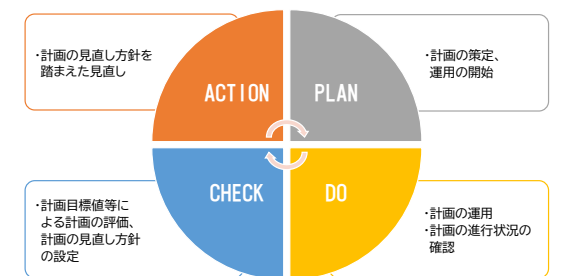 ・計画の見直し方針を
踏まえた見直し
ACTION
PLAN
・計画の策定、
運用の開始
・計画目標値等に
よる計画の評価、
計画の見直し方針
の設定
CHECK
DO
・計画の運用
・計画の進行状況の
確認